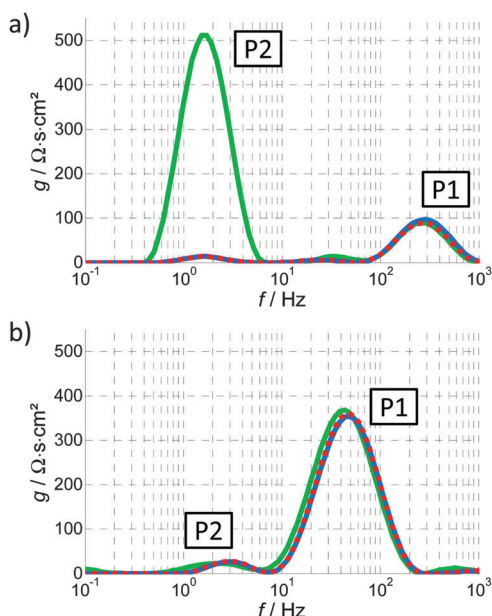 a)
g / Ω·s·cm²
500
400
300
200
100
0
P2
P1
10⁻¹ 10⁰ 10¹ 10² 10³
f / Hz
b)
g / Ω·s·cm²
500
400
300
200
100
0
P1
P2
10⁻¹ 10⁰ 10¹ 10² 10³
f / Hz